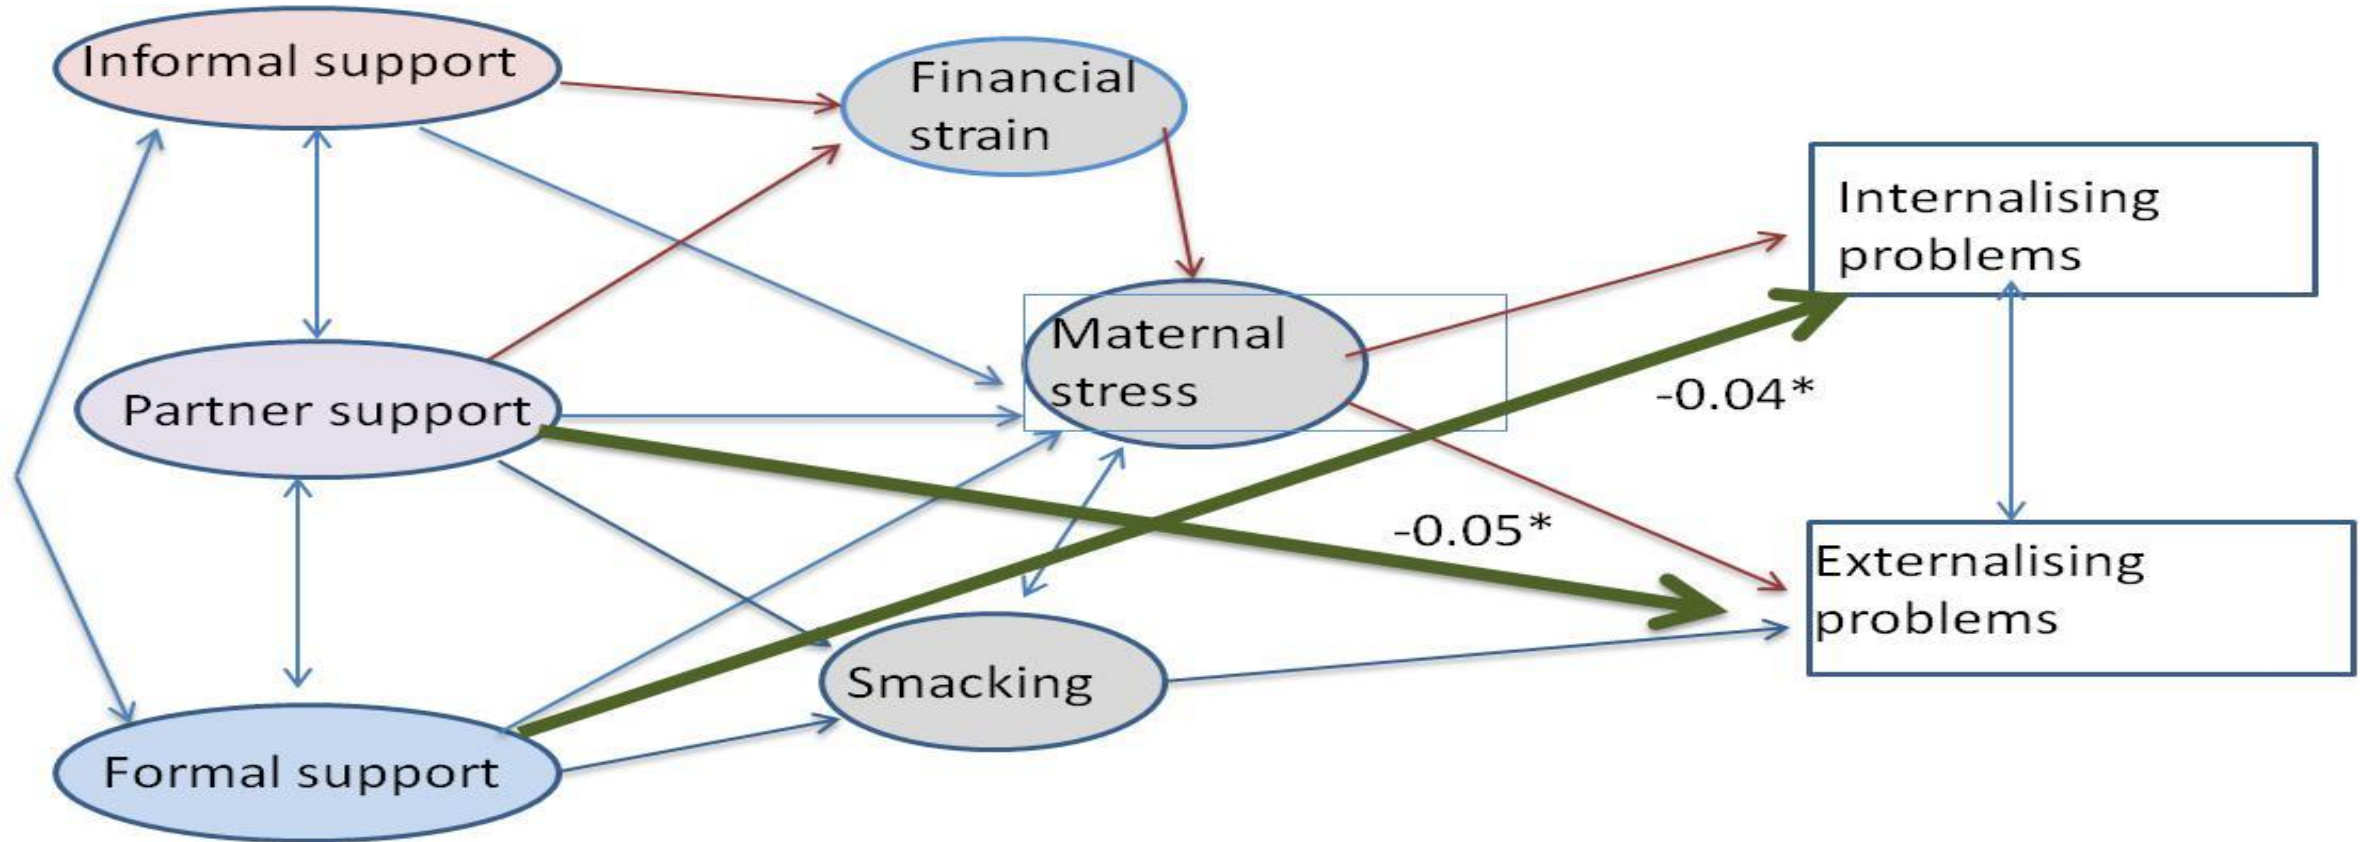 Informal support
Financial
strain
Internalising
problems
Maternal
stress
-0.04*
Partner support
-0.05*
Externalising
problems
Smacking
Formal support